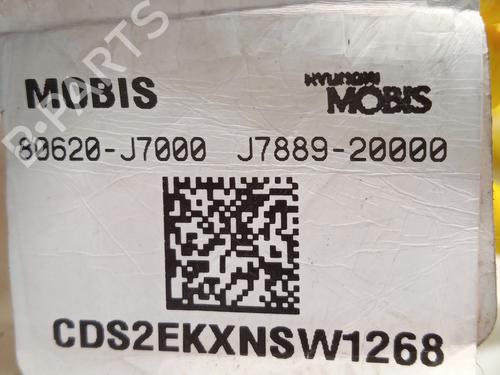 B-PARTS
MOBIS
HYUNDAI
MOBIS
80620-J7000 J7889-20000
CDS2EKXNSW1268